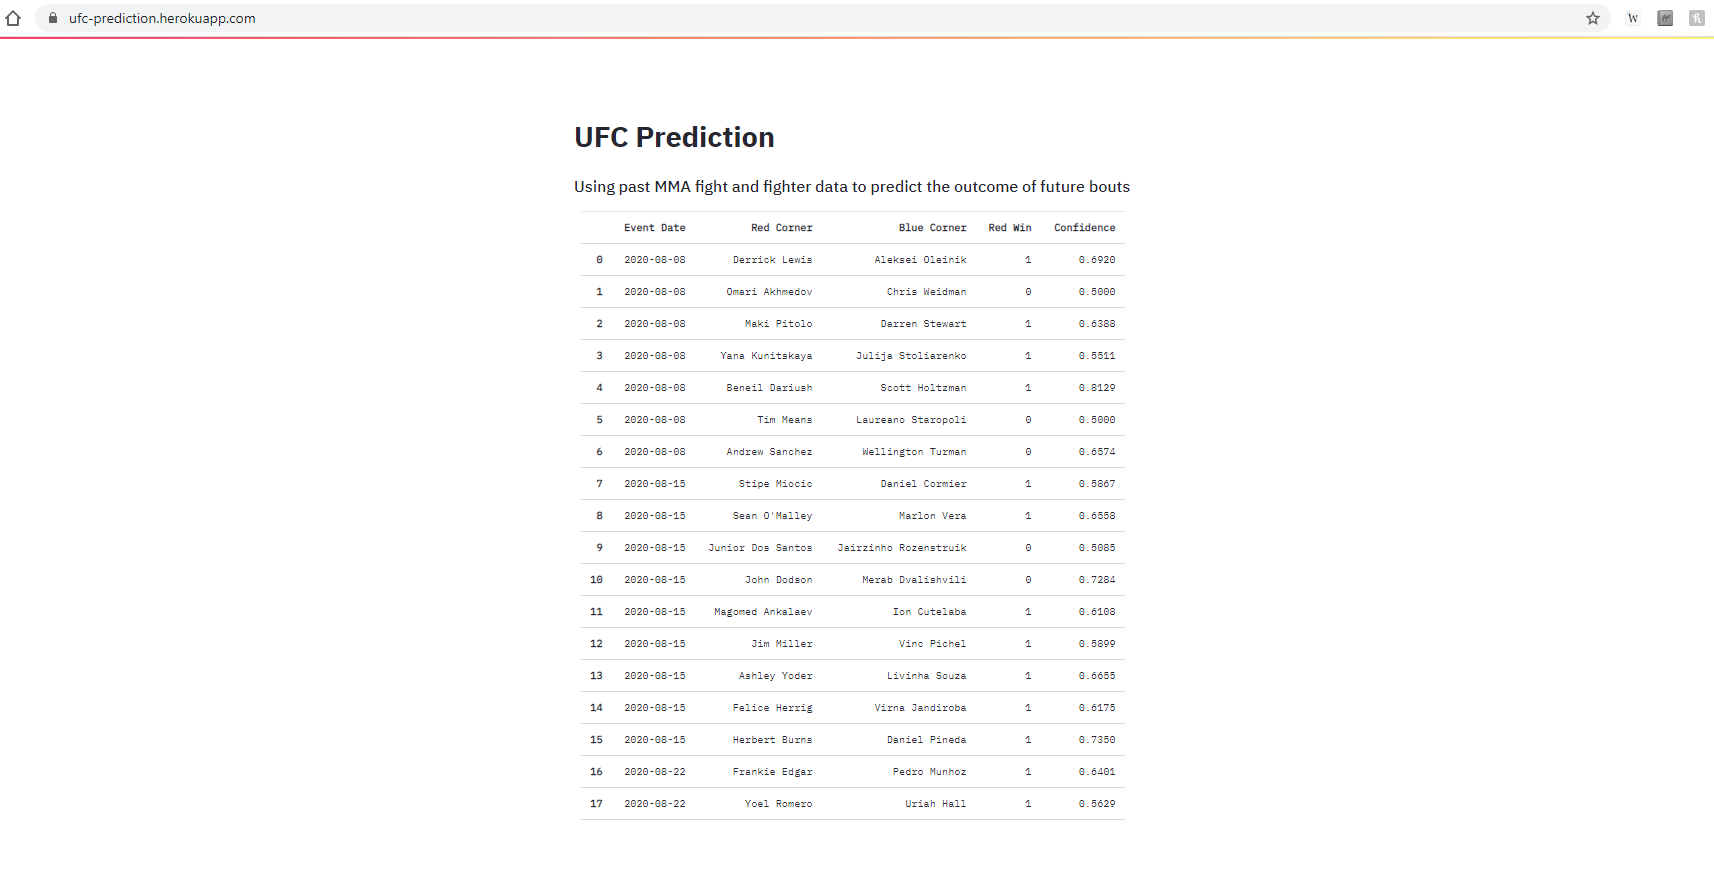 ufc-prediction.herokuapp.com
W
UFC Prediction
Using past MMA fight and fighter data to predict the outcome of future bouts
Event Date Red Corner Blue Corner Red Win Confidence
0 2020-08-08 Derrick Lewis Aleksei Oleinik 1 0.6920
1 2020-08-08 Omari Akhmedov Chris Weidman 0 0.5000
2 2020-08-08 Maki Pitolo Darren Stewart 1 0.6388
3 2020-08-08 Yana Kunitskaya Julija Stoliarenko 1 0.5511
4 2020-08-08 Beneil Dariush Scott Holtzman 1 0.8129
5 2020-08-08 Tim Means Laureano Staropoli 0 0.5000
6 2020-08-08 Andrew Sanchez Wellington Turman 0 0.6574
7 2020-08-15 Stipe Miocic Daniel Cormier 1 0.5867
8 2020-08-15 Sean O'Malley Marlon Vera 1 0.6558
9 2020-08-15 Junior Dos Santos Jairzinho Rozenstruik 0 0.5085
10 2020-08-15 John Dodson Merab Dvalishvili 0 0.7284
11 2020-08-15 Magomed Ankalaev Ion Cutelaba 1 0.6108
12 2020-08-15 Jim Miller Vinc Pichel 1 0.5899
13 2020-08-15 Ashley Yoder Livinha Souza 1 0.6655
14 2020-08-15 Felice Herrig Virna Jandiroba 1 0.6175
15 2020-08-15 Herbert Burns Daniel Pineda 1 0.7350
16 2020-08-22 Frankie Edgar Pedro Munhoz 1 0.6401
17 2020-08-22 Yoel Romero Uriah Hall 1 0.5629